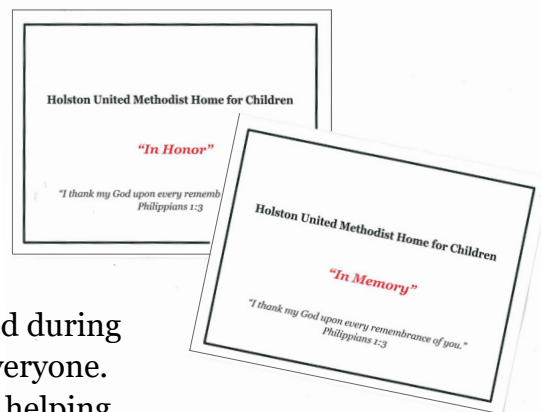 Holston United Methodist Home for Children
"In Honor"
"I thank my God upon every
Philippians 1:3
Holston United Methodist Home for Children
"In Memory"
"I thank my God upon every remembrance of you."
Philippians 1:3
d during
veryone.
helping